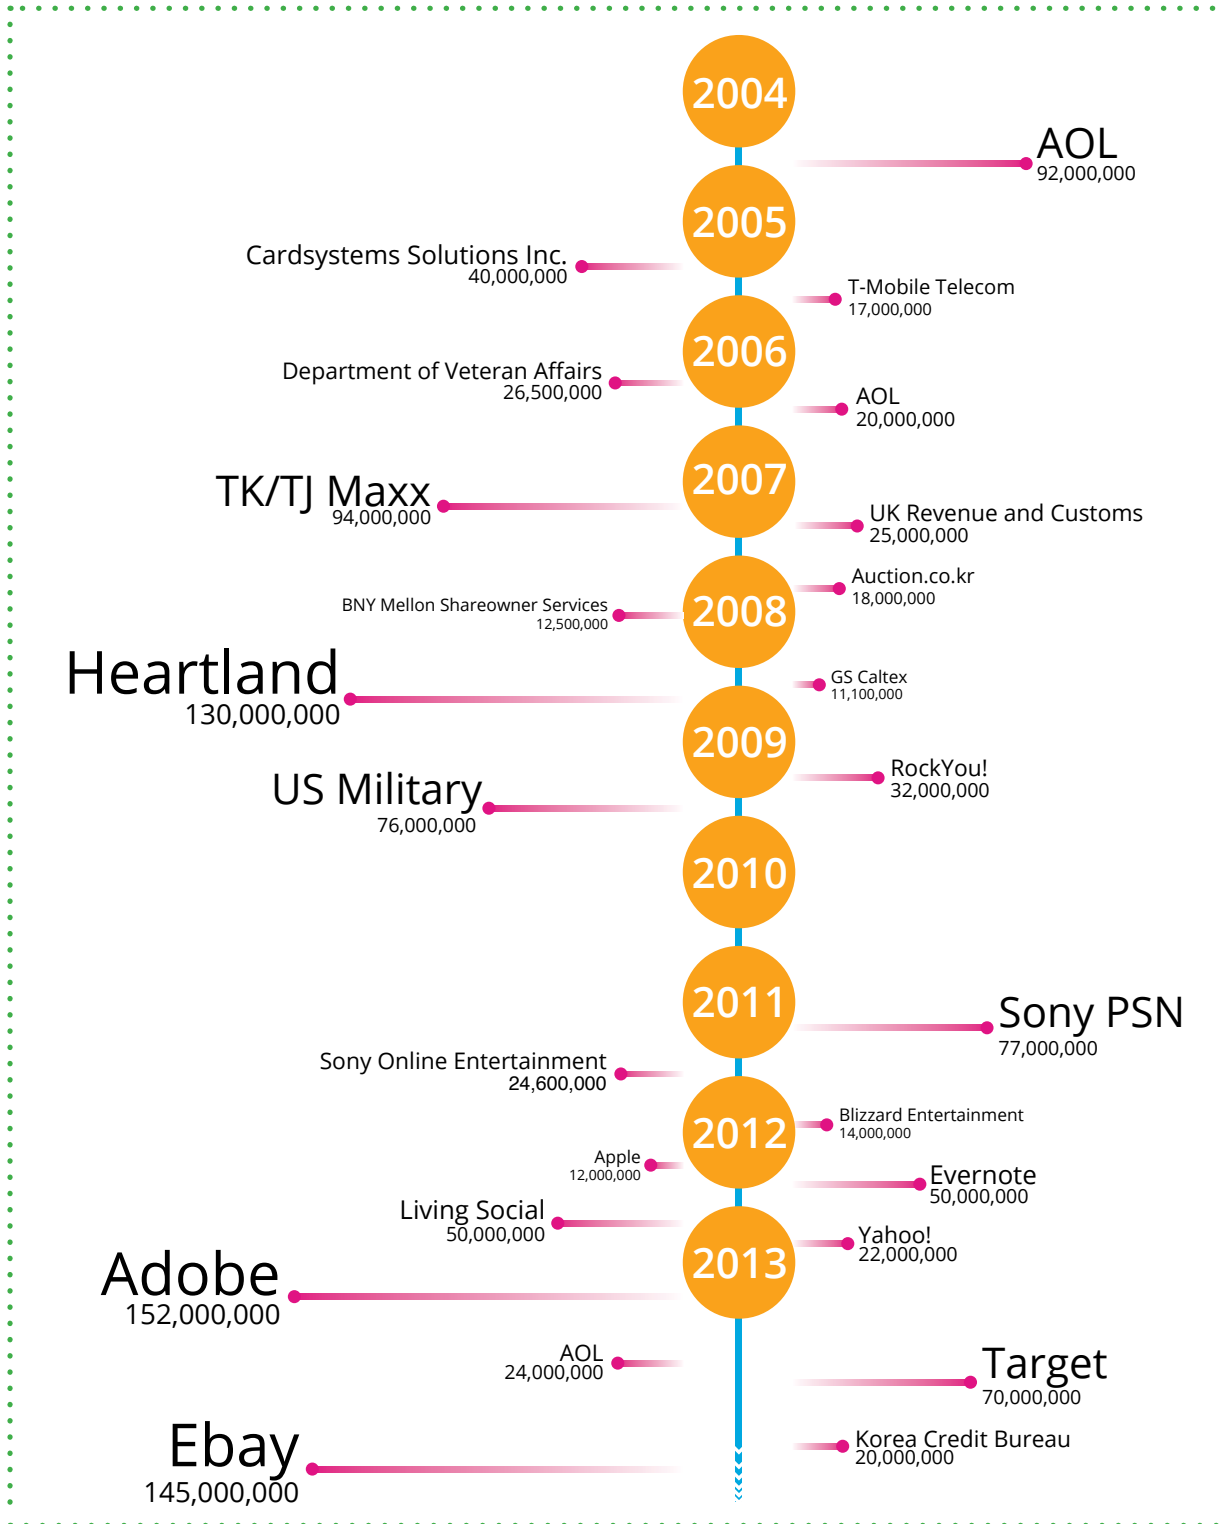 2004
AOL
92,000,000
2005
Cardsystems Solutions Inc.
40,000,000
T-Mobile Telecom
17,000,000
2006
Department of Veteran Affairs
26,500,000
AOL
20,000,000
2007
TK/TJ Maxx
94,000,000
UK Revenue and Customs
25,000,000
Auction.co.kr
18,000,000
2008
BNY Mellon Shareowner Services
12,500,000
Heartland
130,000,000
GS Caltex
11,100,000
2009
RockYou!
32,000,000
US Military
76,000,000
2010
2011
Sony PSN
77,000,000
Sony Online Entertainment
24,600,000
2012
Blizzard Entertainment
14,000,000
Apple
12,000,000
Evernote
50,000,000
Living Social
50,000,000
Yahoo!
22,000,000
2013
Adobe
152,000,000
AOL
24,000,000
Target
70,000,000
Korea Credit Bureau
20,000,000
Ebay
145,000,000